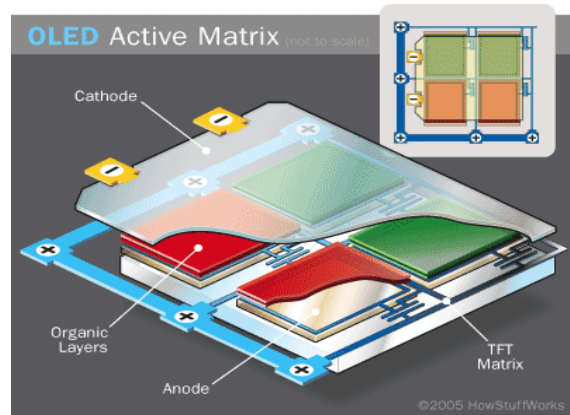 OLED Active Matrix (not to scale)
Cathode
Organic
Layers
Anode
TFT
Matrix
©2005 HowStuffWorks